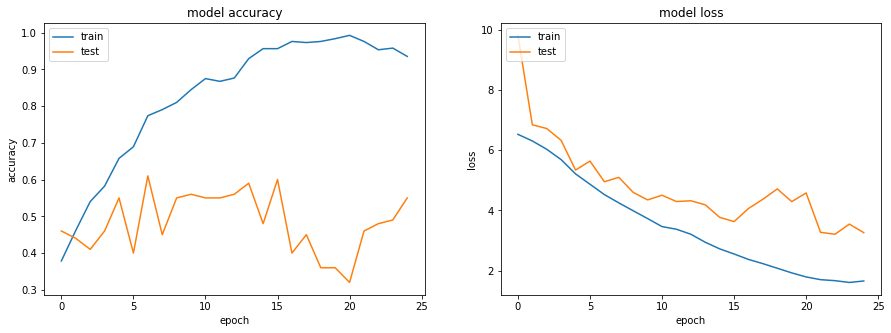 model accuracy
train
test
1.0
0.9
0.8
0.7
0.6
0.5
0.4
0.3
accuracy
0 5 10 15 20 25
epoch
model loss
train
test
10
8
6
4
2
loss
0 5 10 15 20 25
epoch